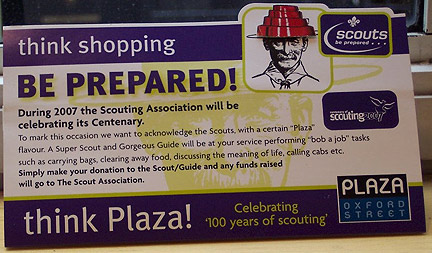 think shopping
scouts
be prepared . . .
BE PREPARED!
During 2007 the Scouting Association will be
celebrating its Centenary.
scouting2007
To mark this occasion we want to acknowledge the Scouts, with a certain "Plaza"
flavour. A Super Scout and Gorgeous Guide will be at your service performing "bob a job" tasks
such as carrying bags, clearing away food, discussing the meaning of life, calling cabs etc.
Simply make your donation to the Scout/Guide and any funds raised
will go to The Scout Association.
PLAZA
OXFORD
STREET
think Plaza!
Celebrating
'100 years of scouting'